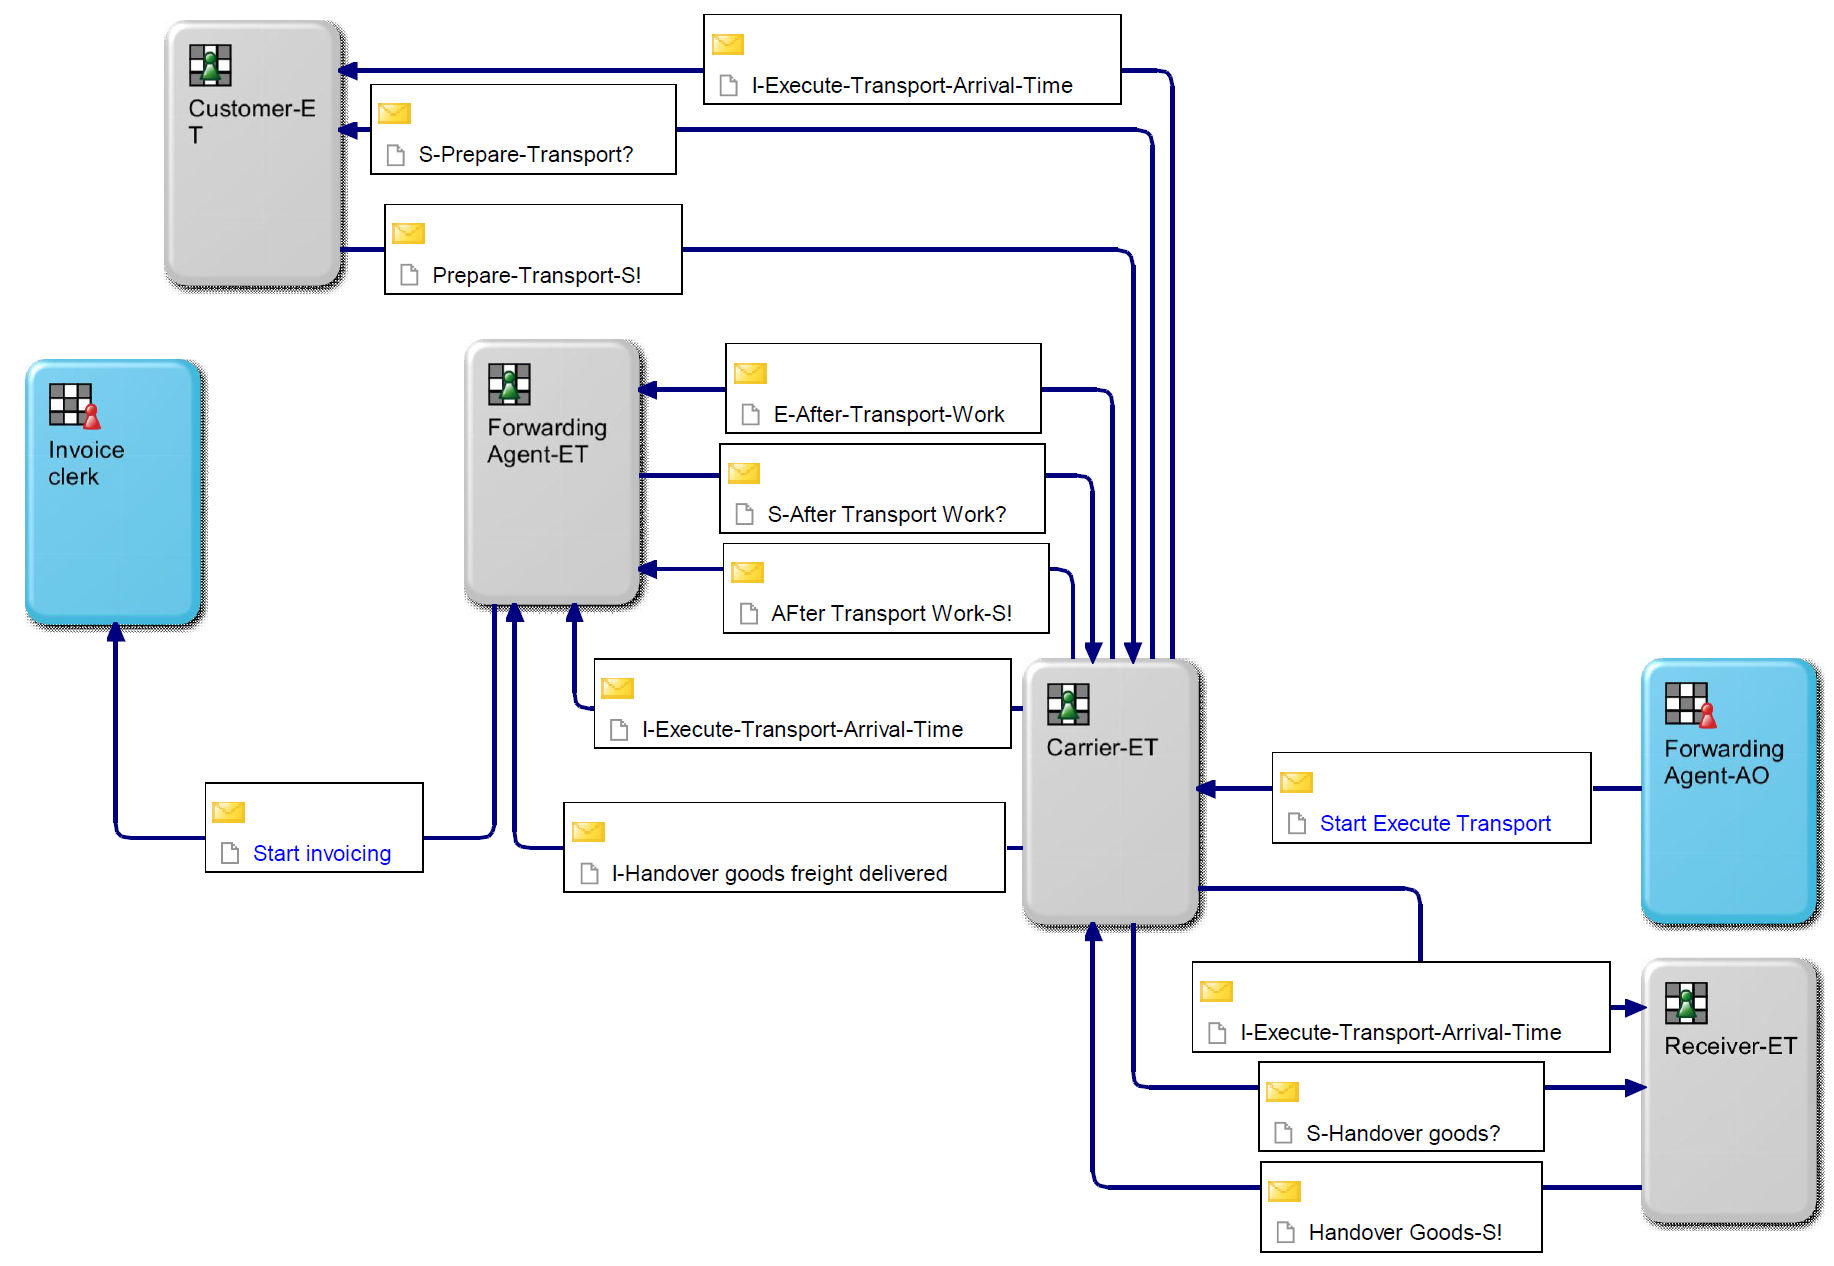 I-Execute-Transport-Arrival-Time
Customer-E
T
S-Prepare-Transport?
Prepare-Transport-S!
E-After-Transport-Work
Forwarding
Agent-ET
Invoice
clerk
S-After Transport Work?
AFter Transport Work-S!
I-Execute-Transport-Arrival-Time
Carrier-ET
Forwarding
Agent-AO
Start Execute Transport
Start invoicing
I-Handover goods freight delivered
I-Execute-Transport-Arrival-Time
Receiver-ET
S-Handover goods?
Handover Goods-S!